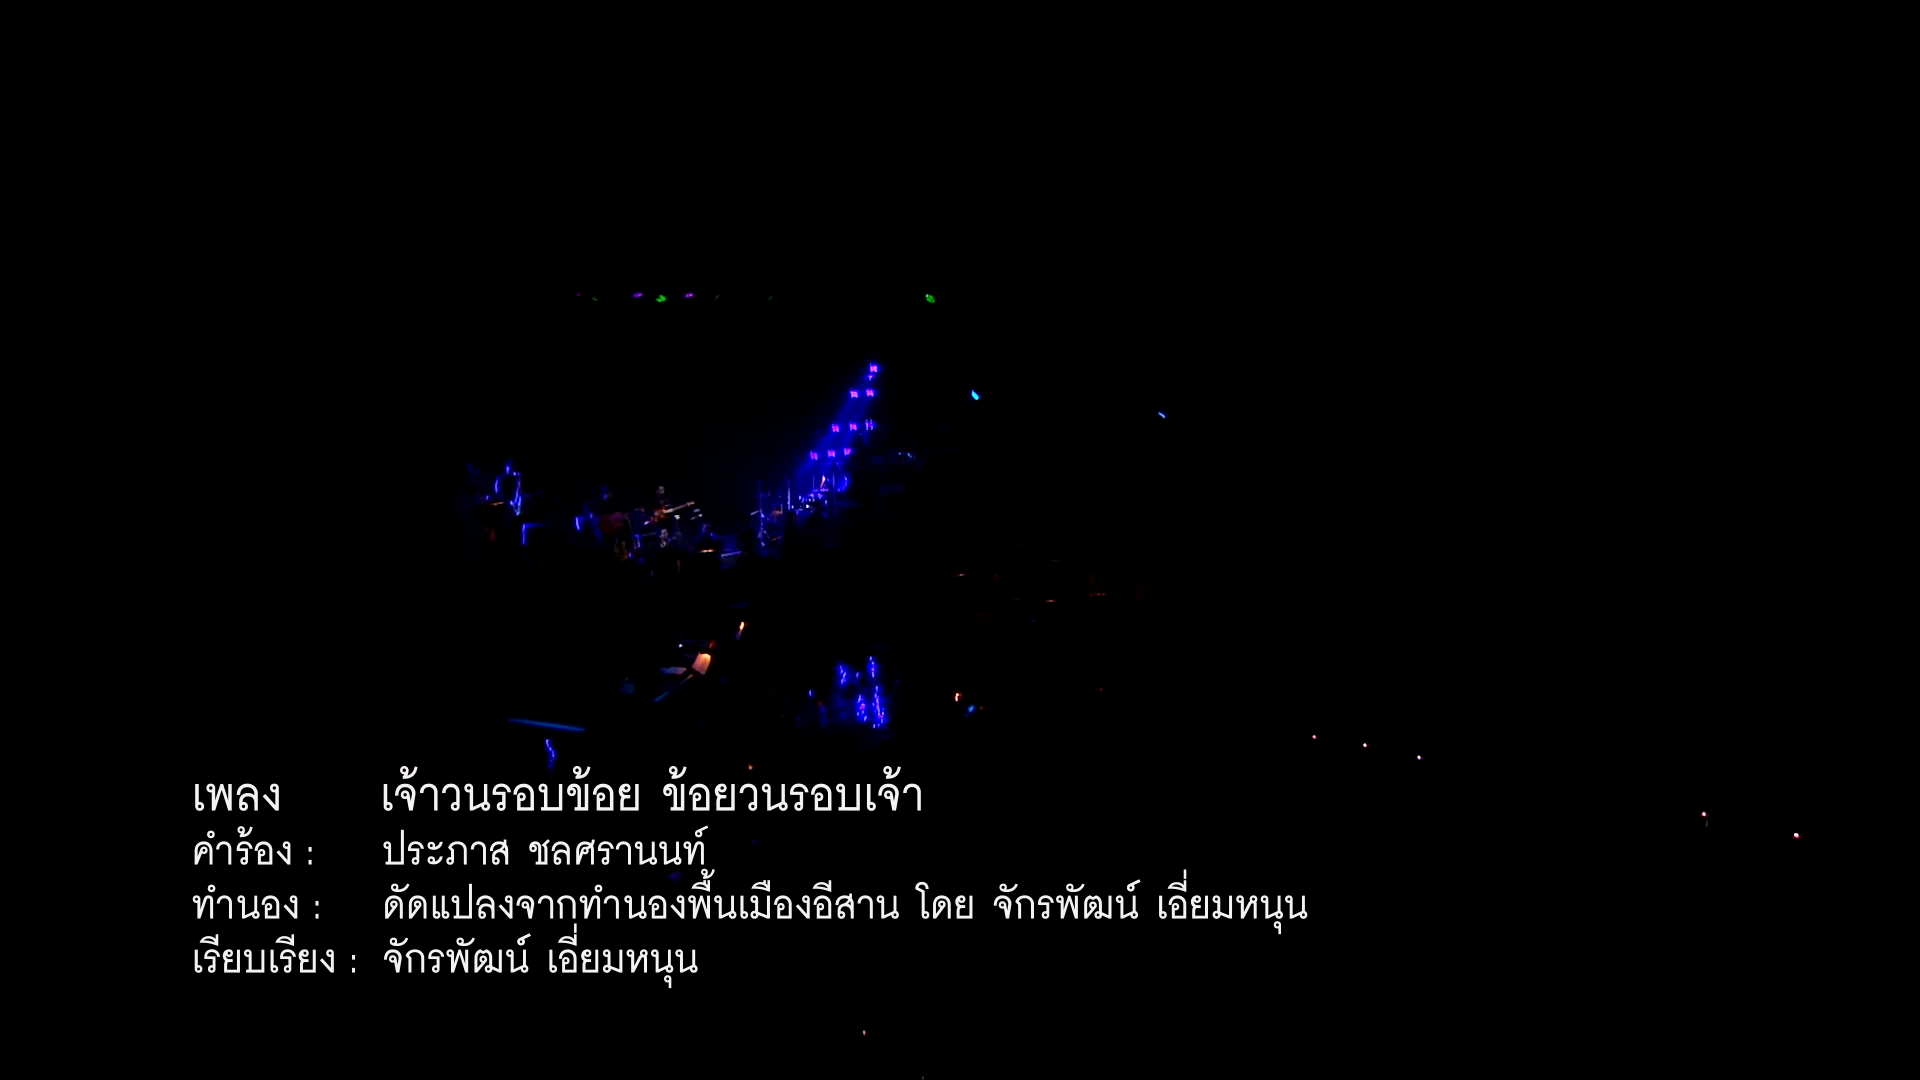 เพลง เจ้าวนรอบข้อย ข้อยวนรอบเจ้า
คำร้อง : ประภาส ชลศรานนท์
ทำนอง : ดัดแปลงจากทำนองพื้นเมืองอีสาน โดย จักรพัฒน์ เอี่ยมหนุน
เรียบเรียง : จักรพัฒน์ เอี่ยมหนุน